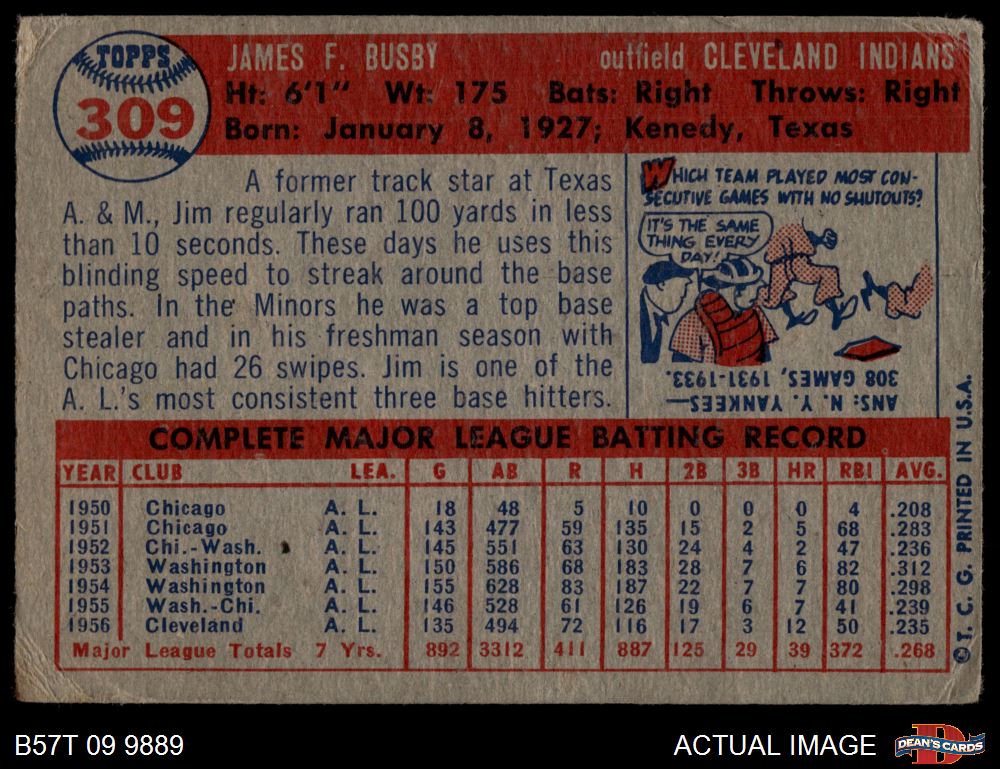 TOPPS
309
JAMES F. BUSBY outfield CLEVELAND INDIANS
Ht: 6'1" Wt: 175 Bats: Right Throws: Right
Born: January 8, 1927; Kenedy, Texas
A former track star at Texas
A. & M., Jim regularly ran 100 yards in less
than 10 seconds. These days he uses this
blinding speed to streak around the base
paths. In the Minors he was a top base
stealer and in his freshman season with
Chicago had 26 swipes. Jim is one of the
A. L.'s most consistent three base hitters.
WHICH TEAM PLAYED MOST CON-
SECUTIVE GAMES WITH NO SHUTOUTS?
IT'S THE SAME
THING EVERY
DAY!
ANS: N. Y. YANKEES—
308 GAMES, 1931-1933.
COMPLETE MAJOR LEAGUE BATTING RECORD
YEAR CLUB LEA. G AB R H 2B 3B HR RBI AVG.
1950 Chicago A. L. 18 48 5 10 0 0 0 4 .208
1951 Chicago A. L. 143 477 59 135 15 2 5 68 .283
1952 Chi.-Wash. A. L. 145 551 63 130 24 4 2 47 .236
1953 Washington A. L. 150 586 68 183 28 7 6 82 .312
1954 Washington A. L. 155 628 83 187 22 7 7 80 .298
1955 Wash.-Chi. A. L. 146 528 61 126 19 6 7 41 .239
1956 Cleveland A. L. 135 494 72 116 17 3 12 50 .235
Major League Totals 7 Yrs. 892 3312 411 887 125 29 39 372 .268
©T. C. G. PRINTED IN U.S.A.
B57T 09 9889
ACTUAL IMAGE
D
DEAN'S CARDS